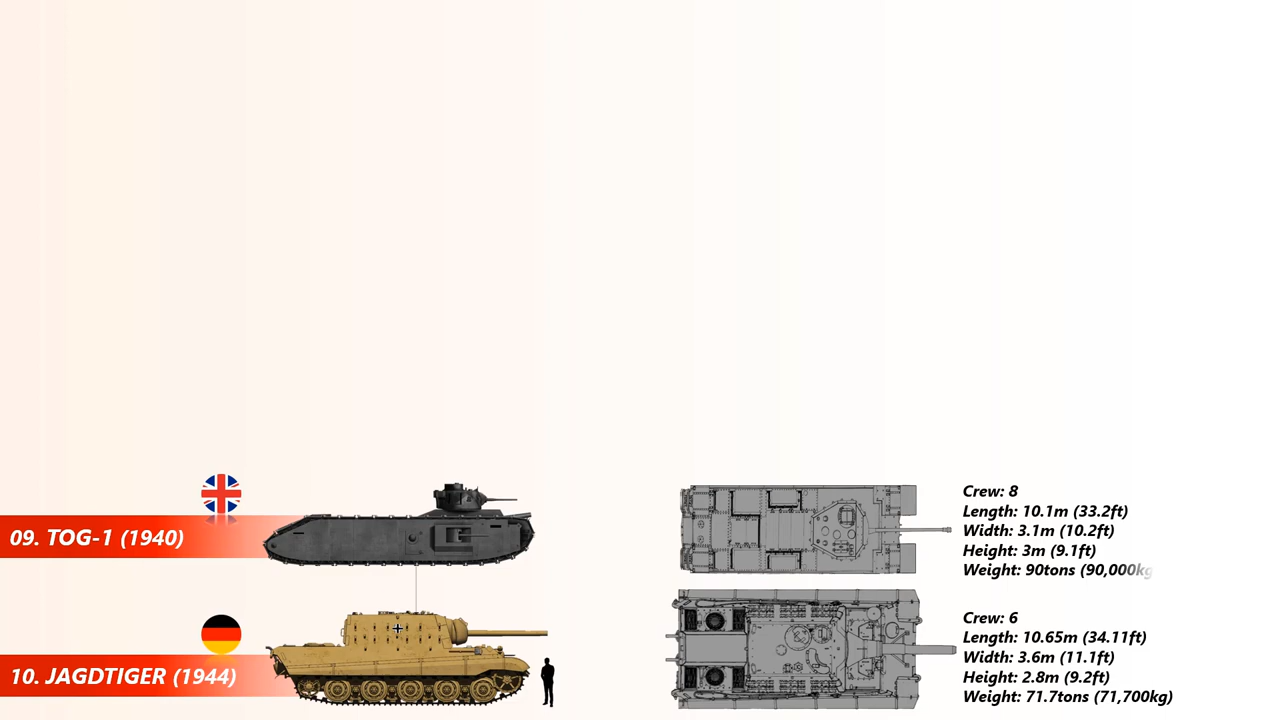 09. TOG-1 (1940)
Crew: 8
Length: 10.1m (33.2ft)
Width: 3.1m (10.2ft)
Height: 3m (9.1ft)
Weight: 90tons (90,000kg
10. JAGDTIGER (1944)
Crew: 6
Length: 10.65m (34.11ft)
Width: 3.6m (11.1ft)
Height: 2.8m (9.2ft)
Weight: 71.7tons (71,700kg)